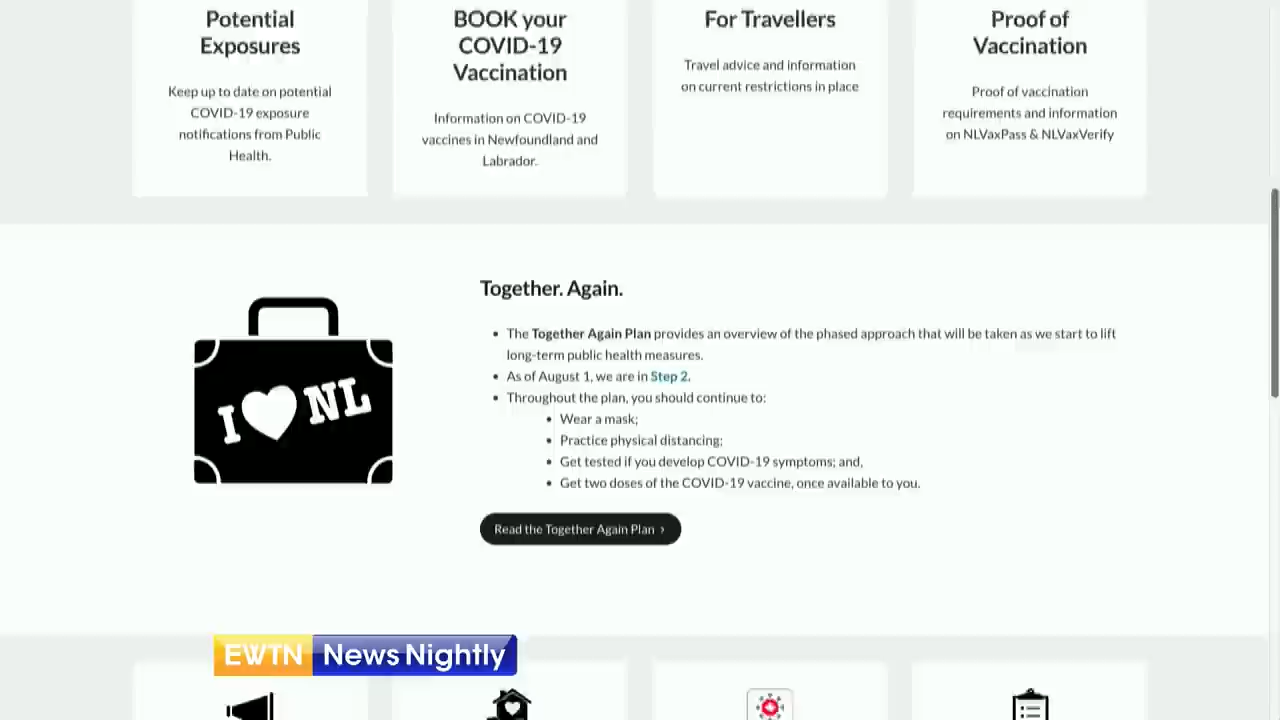 Potential
Exposures
Keep up to date on potential
COVID-19 exposure
notifications from Public
Health.
BOOK your
COVID-19
Vaccination
Information on COVID-19
vaccines in Newfoundland and
Labrador.
For Travellers
Travel advice and information
on current restrictions in place
Proof of
Vaccination
Proof of vaccination
requirements and information
on NLVaxPass & NLVaxVerify
I NL
Together. Again.
The Together Again Plan provides an overview of the phased approach that will be taken as we start to lift
long-term public health measures.
As of August 1, we are in Step 2.
Throughout the plan, you should continue to:
Wear a mask;
Practice physical distancing;
Get tested if you develop COVID-19 symptoms; and,
Get two doses of the COVID-19 vaccine, once available to you.
Read the Together Again Plan ›
EWTN News Nightly